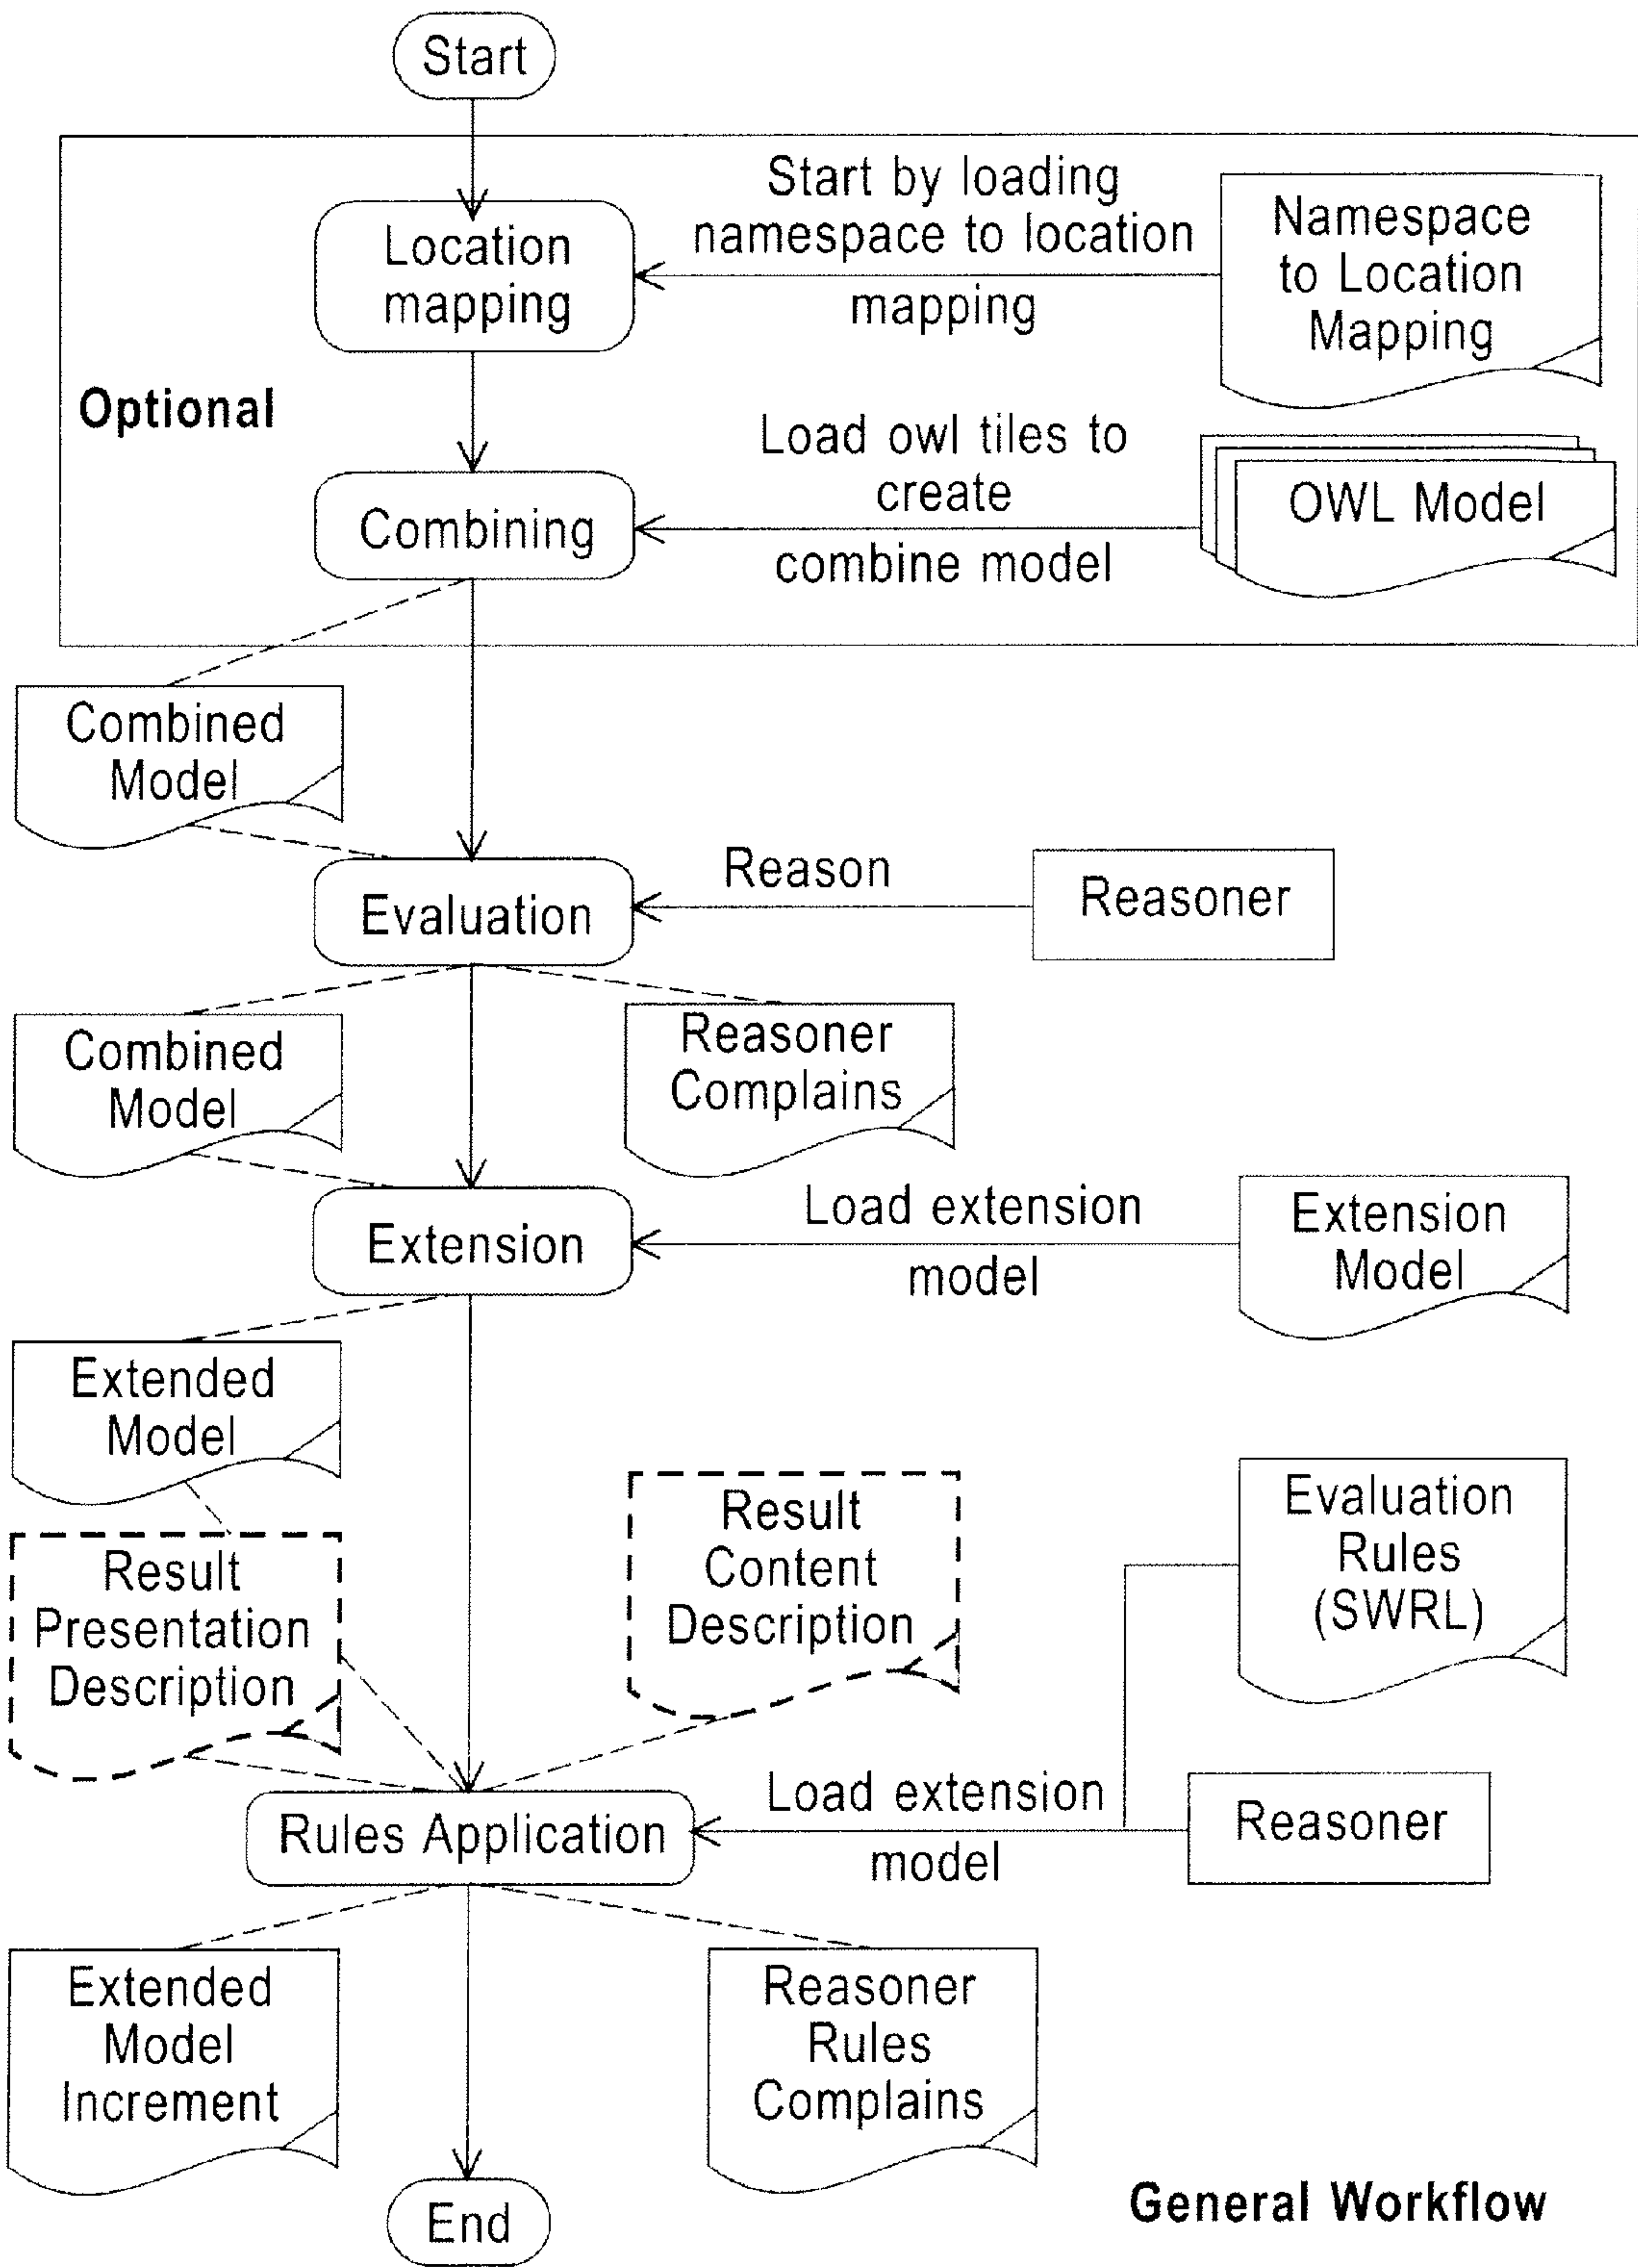 Start
Start by loading
namespace to location
mapping
Namespace
to Location
Mapping
Location
mapping
Optional
Load owl tiles to
create
combine model
OWL Model
Combining
Combined
Model
Evaluation
Reason
Reasoner
Combined
Model
Reasoner
Complains
Extension
Load extension
model
Extension
Model
Extended
Model
Result
Presentation
Description
Result
Content
Description
Evaluation
Rules
(SWRL)
Rules Application
Load extension
model
Reasoner
Extended
Model
Increment
Reasoner
Rules
Complains
End
General Workflow